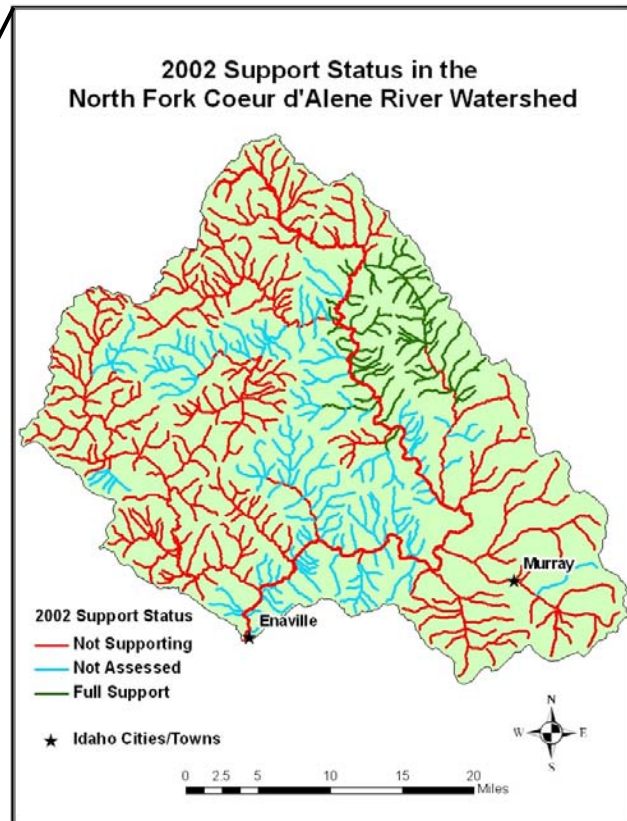 2002 Support Status in the
North Fork Coeur d'Alene River Watershed
Murray
Enaville
2002 Support Status
Not Supporting
Not Assessed
Full Support
Idaho Cities/Towns
N
W E
S
0 2.5 5 10 15 20
Miles